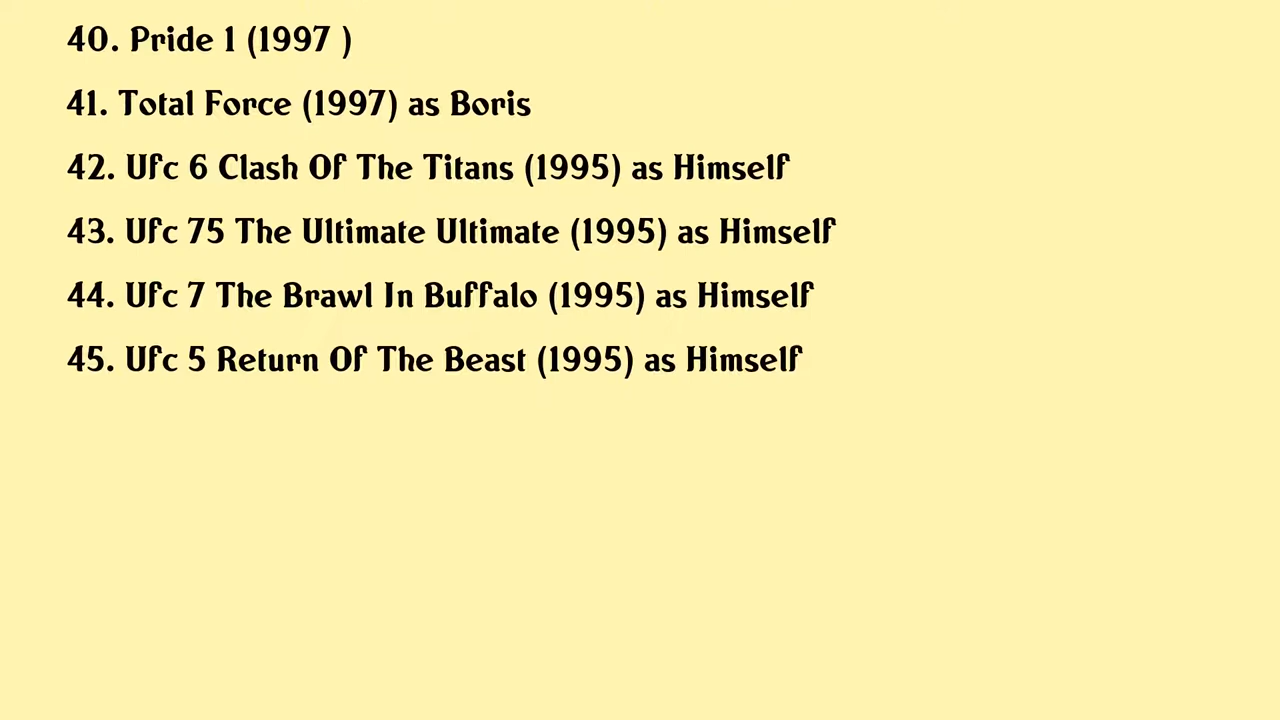 40. Pride 1 (1997 )
41. Total Force (1997) as Boris
42. Ufc 6 Clash Of The Titans (1995) as Himself
43. Ufc 75 The Ultimate Ultimate (1995) as Himself
44. Ufc 7 The Brawl In Buffalo (1995) as Himself
45. Ufc 5 Return Of The Beast (1995) as Himself